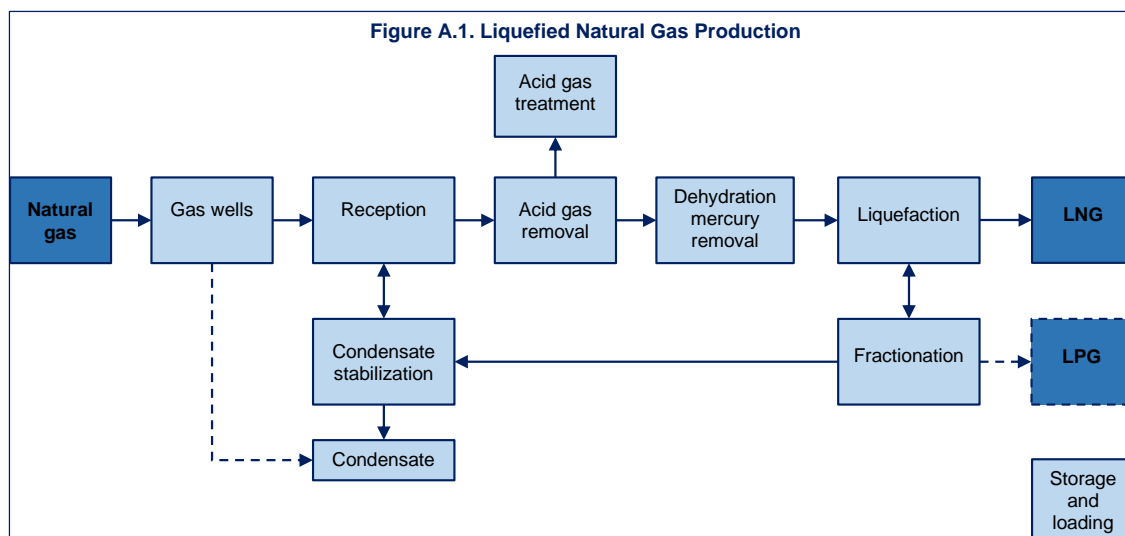 Figure A.1. Liquefied Natural Gas Production
Acid gas
treatment
Natural
gas
Gas wells
Reception
Acid gas
removal
Dehydration
mercury
removal
Liquefaction
LNG
Condensate
stabilization
Fractionation
LPG
Condensate
Storage
and
loading